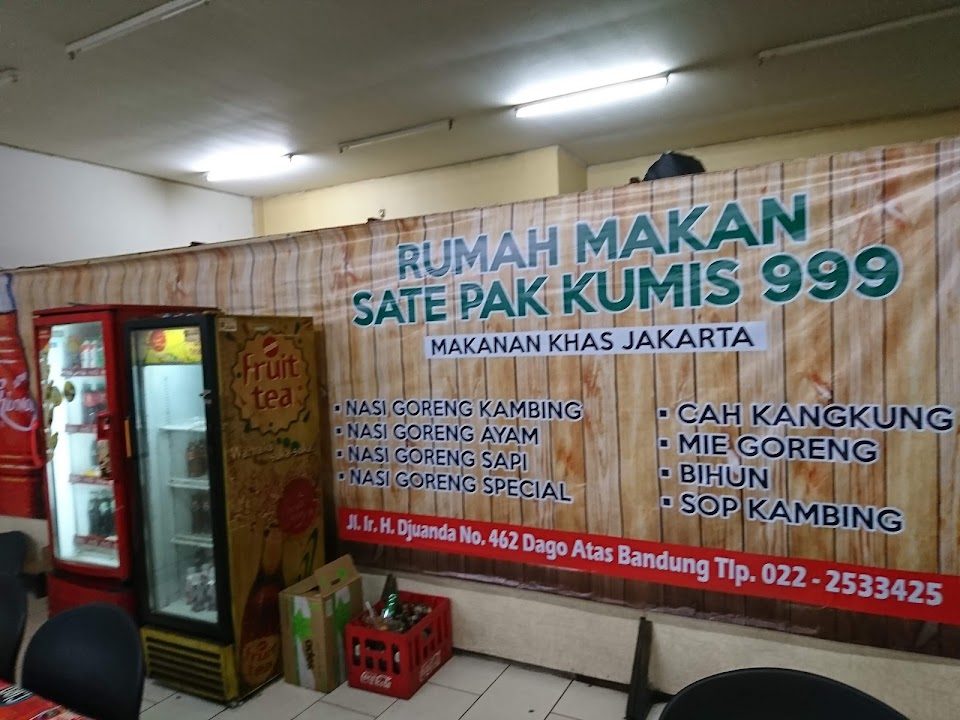 RUMAH MAKAN
SATE PAK KUMIS 999
MAKANAN KHAS JAKARTA
• NASI GORENG KAMBING
• NASI GORENG AYAM
• NASI GORENG SAPI
• NASI GORENG SPECIAL
• CAH KANGKUNG
• MIE GORENG
• BIHUN
• SOP KAMBING
Jl. Ir. H. Djuanda No. 462 Dago Atas Bandung Tlp. 022 - 2533425
fruit
tea
Coca-Cola